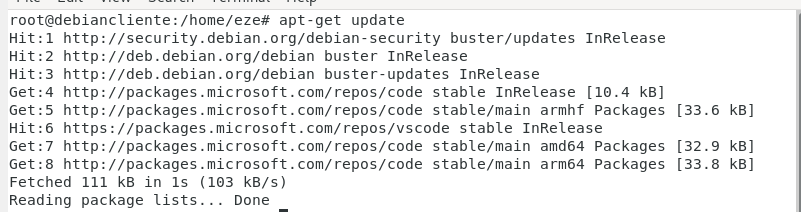 root@debiancliente:/home/eze# apt-get update
Hit:1 http://security.debian.org/debian-security buster/updates InRelease
Hit:2 http://deb.debian.org/debian buster InRelease
Hit:3 http://deb.debian.org/debian buster-updates InRelease
Get:4 http://packages.microsoft.com/repos/code stable InRelease [10.4 kB]
Get:5 http://packages.microsoft.com/repos/code stable/main armhf Packages [33.6 kB]
Hit:6 https://packages.microsoft.com/repos/vscode stable InRelease
Get:7 http://packages.microsoft.com/repos/code stable/main amd64 Packages [32.9 kB]
Get:8 http://packages.microsoft.com/repos/code stable/main arm64 Packages [33.8 kB]
Fetched 111 kB in 1s (103 kB/s)
Reading package lists... Done